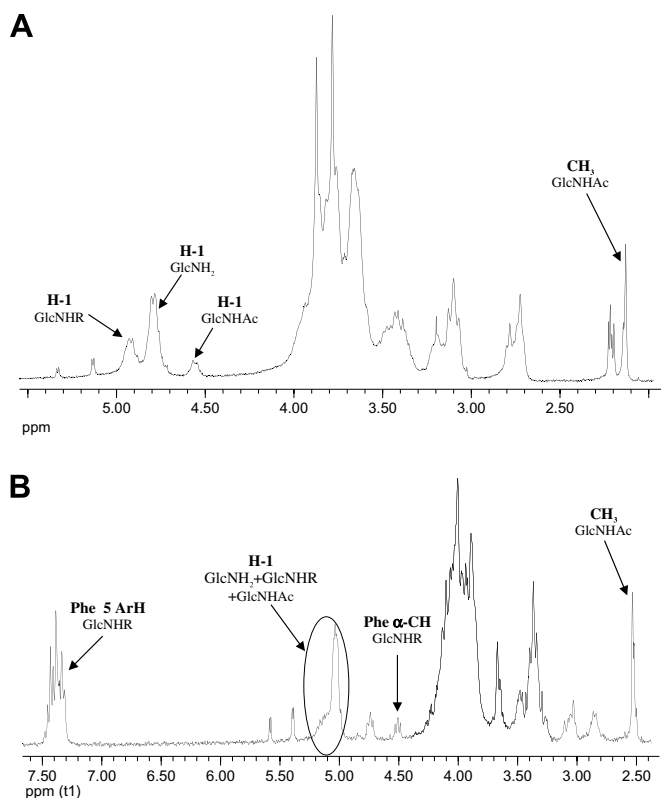 A
CH₃
GlcNHAc
H-1
GlcNH₂
H-1
GlcNHR
H-1
GlcNHAc
5.00 4.50 4.00 3.50 3.00 2.50
ppm
B
CH₃
GlcNHAc
H-1
GlcNH₂+GlcNHR
+GlcNHAc
Phe 5 ArH
GlcNHR
Phe α-CH
GlcNHR
7.50 7.00 6.50 6.00 5.50 5.00 4.50 4.00 3.50 3.00 2.50
ppm (t1)